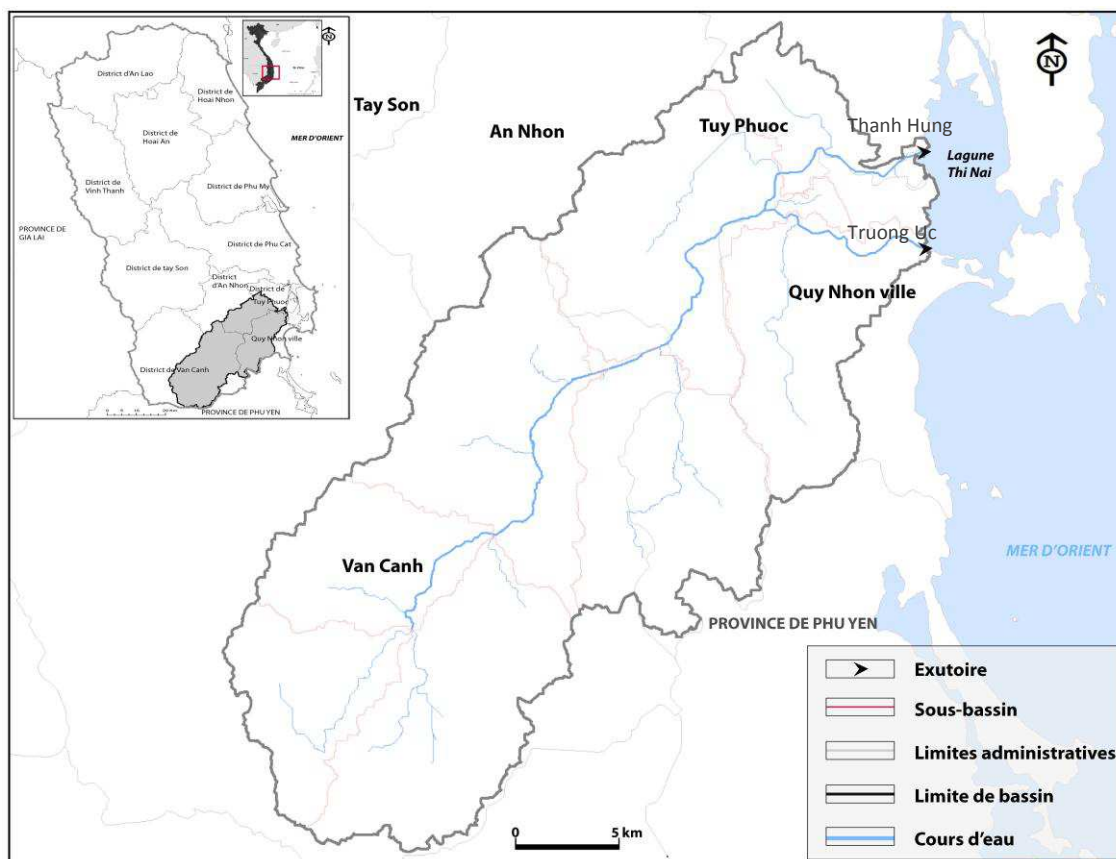 District d'An Lao
District de
Hoai Nhon
MER D'ORIENT
District de
Hoai An
District de
Vinh Thanh
District de Phu My
PROVINCE DE
GIA LAI
District de Phu Cat
District de tay Son
District
d'An Nhon
District de
Tuy Phuoc
Quy Nhon ville
District de Van Canh
PROVINCE DE PHU YEN
N
Tay Son
An Nhon
Tuy Phuoc
Thanh Hung
Lagune
Thi Nai
Truong Uc
Quy Nhon ville
MER D'ORIENT
Van Canh
PROVINCE DE PHU YEN
N
0 5 km
Exutoire
Sous-bassin
Limites administratives
Limite de bassin
Cours d'eau